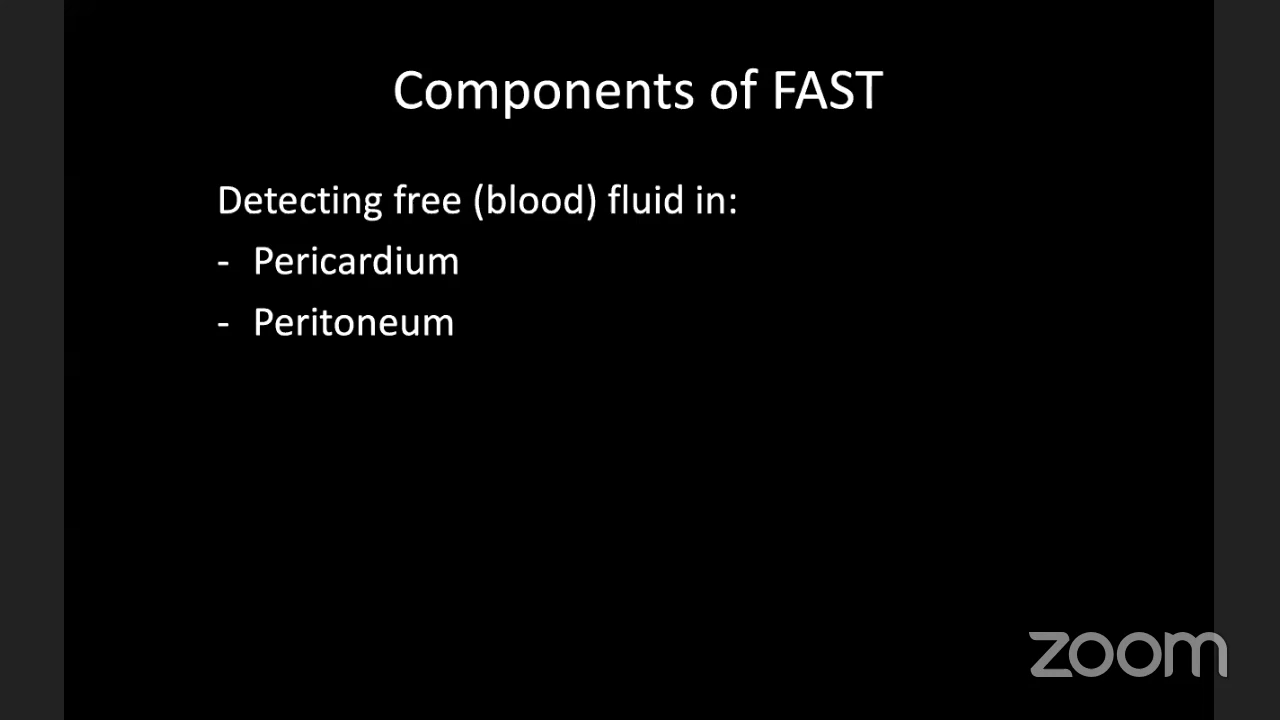 Components of FAST
Detecting free (blood) fluid in:
- Pericardium
- Peritoneum
zoom